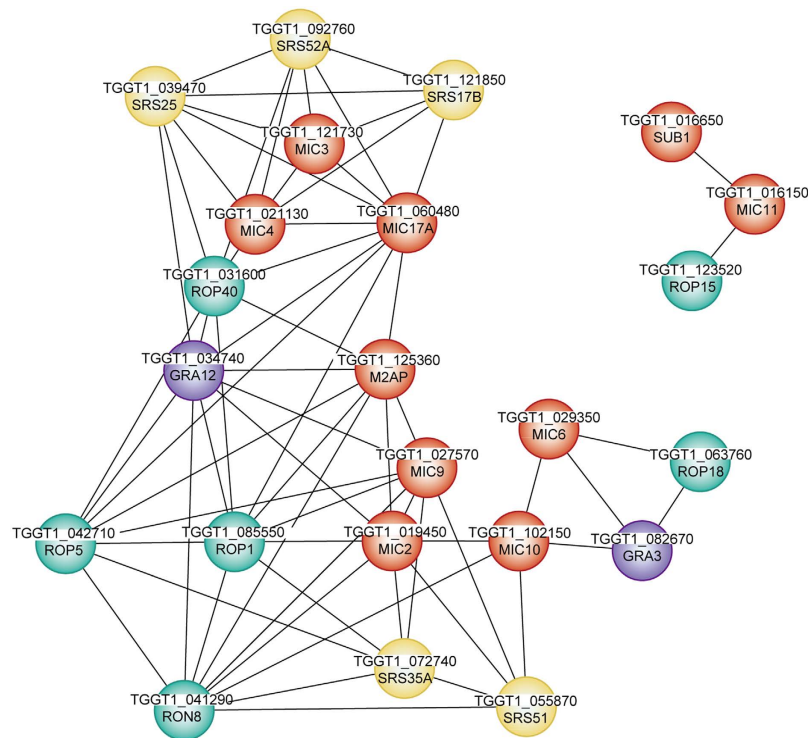 TGGT1_092760
SRS52A
TGGT1_039470
SRS25
TGGT1_121850
SRS17B
TGGT1_121730
MIC3
TGGT1_016650
SUB1
TGGT1_021130
MIC4
TGGT1_060480
MIC17A
TGGT1_016150
MIC11
TGGT1_031600
ROP40
TGGT1_123520
ROP15
TGGT1_034740
GRA12
TGGT1_125360
M2AP
TGGT1_029350
MIC6
TGGT1_027570
MIC9
TGGT1_063760
ROP18
TGGT1_042710
ROP5
TGGT1_085550
ROP1
TGGT1_019450
MIC2
TGGT1_102150
MIC10
TGGT1_082670
GRA3
TGGT1_072740
SRS35A
TGGT1_041290
RON8
TGGT1_055870
SRS51